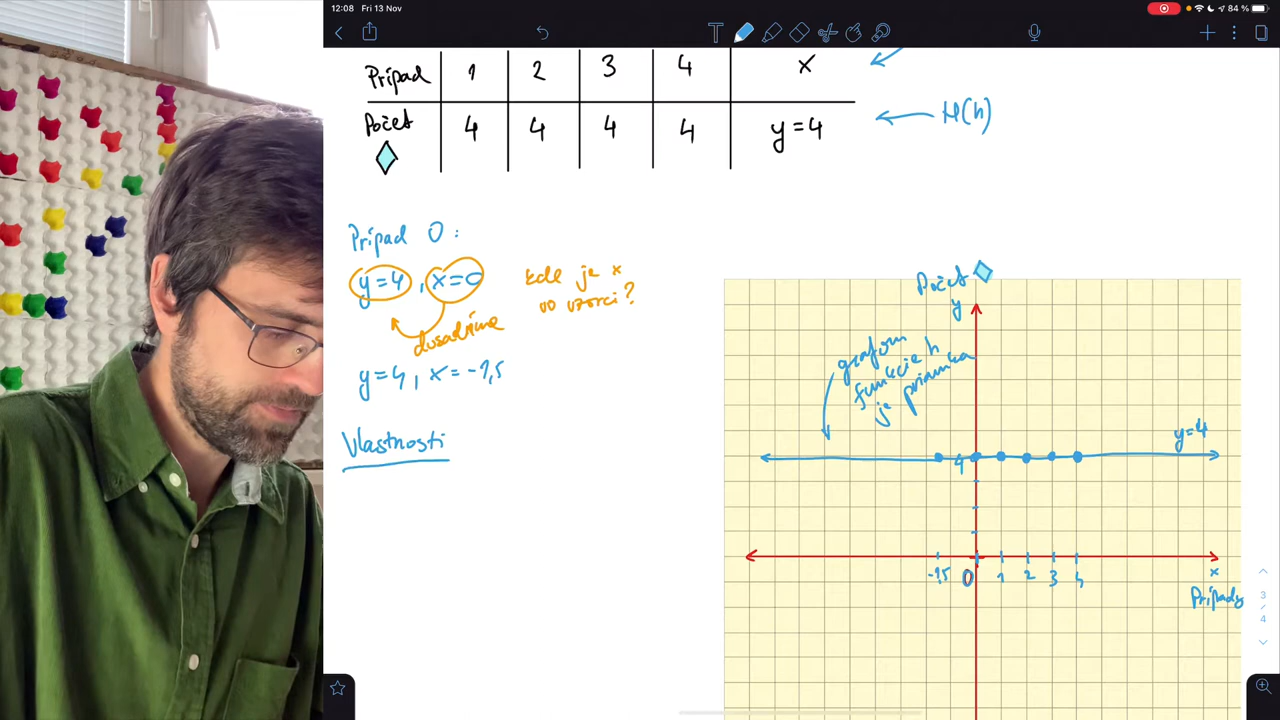 12:08 Fri 13 Nov
84 %
T
Prípad 1 2 3 4 x
Počet 4 4 4 4 y=4
H(h)
Prípad 0:
y=4, x=0
kde je x
vo vzorci?
dosadíme
y=4, x=-1,5
Vlastnosti
Počet
y
grafom
funkcie h
je priamka
y=4
4
-1,5 0 1 2 3 4
x
Prípady
3
/
4